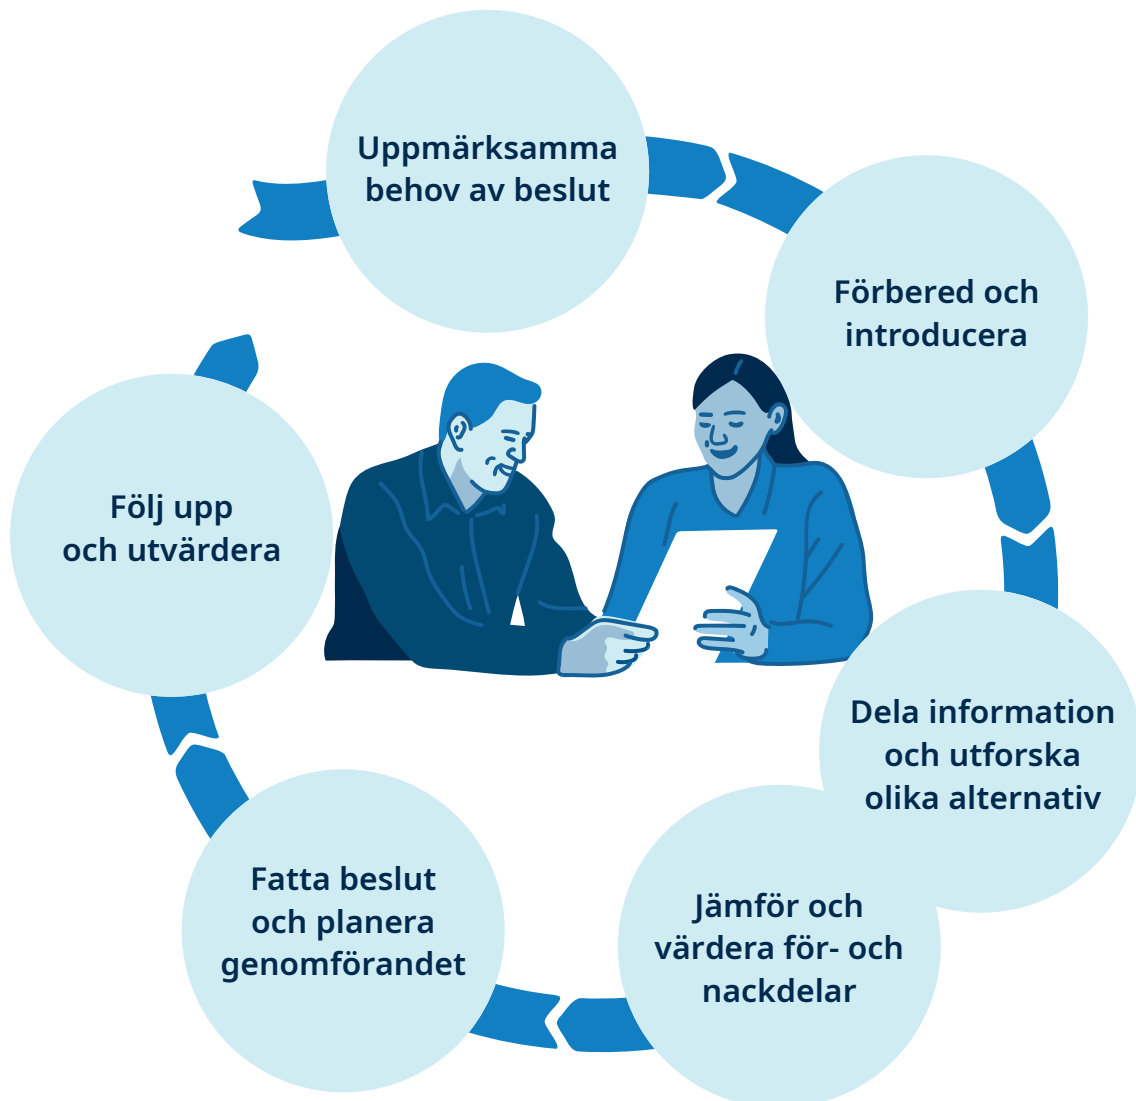 Uppmärksamma
behov av beslut
Förbered och
introducera
Dela information
och utforska
olika alternativ
Jämför och
värdera för- och
nackdelar
Fatta beslut
och planera
genomförandet
Följ upp
och utvärdera